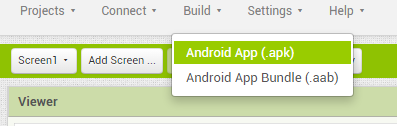 Projects Connect Build Settings Help
Android App (.apk)
Screen1 Add Screen ...
Android App Bundle (.aab)
Viewer